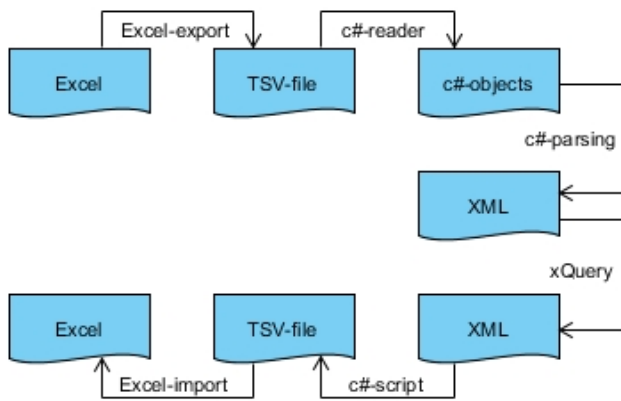 Excel-export
c#-reader
Excel
TSV-file
c#-objects
c#-parsing
XML
xQuery
Excel
TSV-file
XML
Excel-import
c#-script